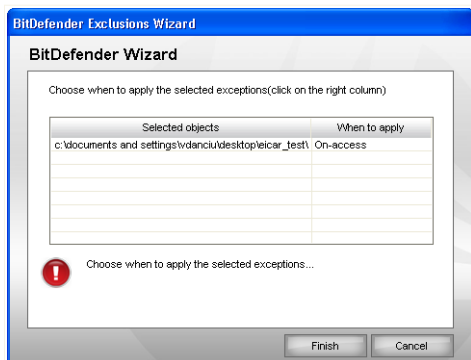 BitDefender Exclusions Wizard
BitDefender Wizard
Choose when to apply the selected exceptions(click on the right column)
Selected objects When to apply
c:\documents and settings\vdanciu\desktop\eicar_test\ On-access
Choose when to apply the selected exceptions...
Finish Cancel